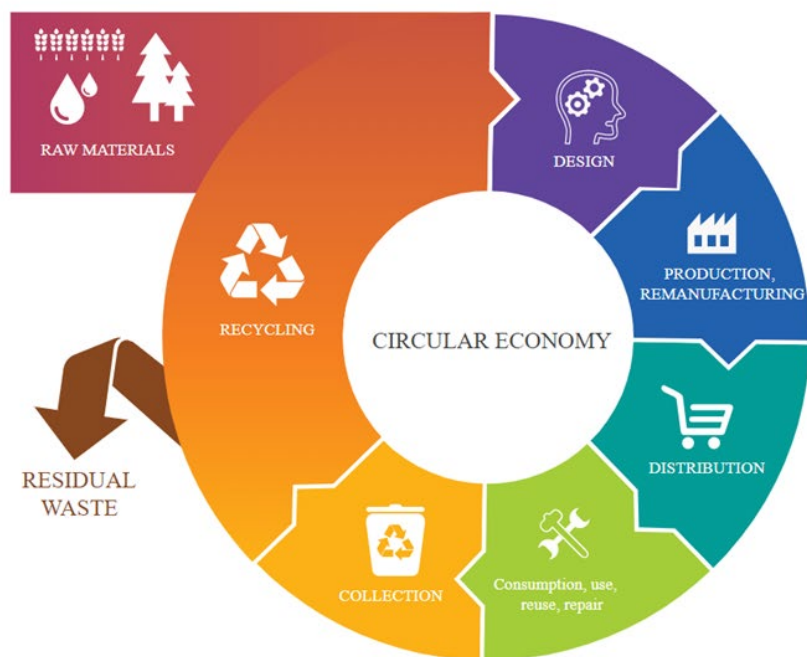 RAW MATERIALS
DESIGN
PRODUCTION,
REMANUFACTURING
RECYCLING
CIRCULAR ECONOMY
DISTRIBUTION
RESIDUAL
WASTE
COLLECTION
Consumption, use,
reuse, repair